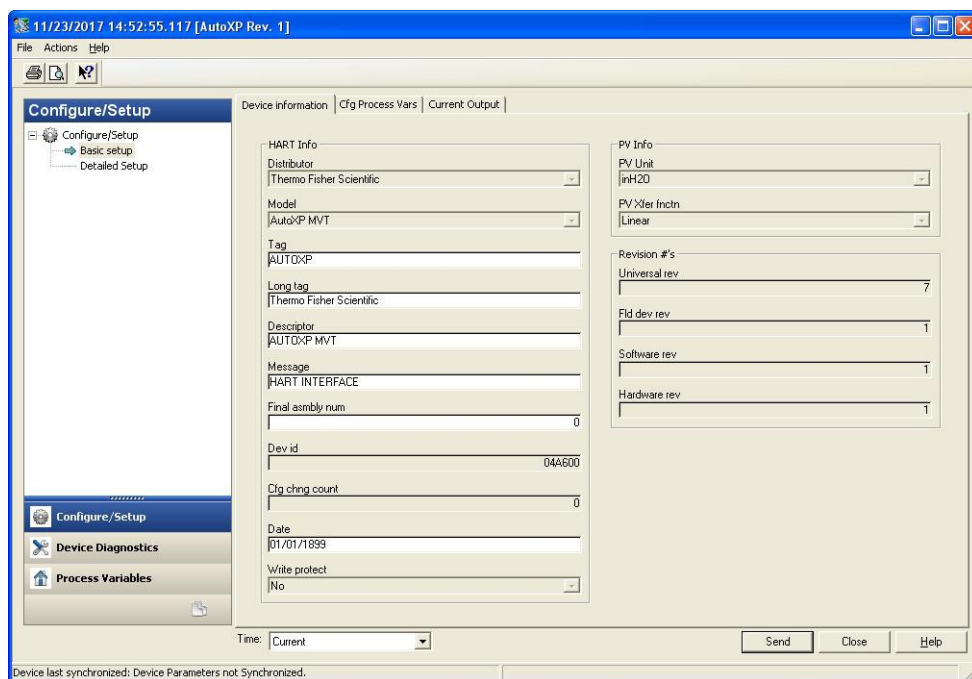 11/23/2017 14:52:55.117 [AutoXP Rev. 1]
File Actions Help
Configure/Setup
Configure/Setup
Basic setup
Detailed Setup
Configure/Setup
Device Diagnostics
Process Variables
Device information Cfg Process Vars Current Output
HART Info
Distributor
Thermo Fisher Scientific
Model
AutoXP MVT
Tag
AUTOXP
Long tag
Thermo Fisher Scientific
Descriptor
AUTOXP MVT
Message
HART INTERFACE
Final asmbly num
0
Dev id
04A600
Cfg chng count
0
Date
01/01/1899
Write protect
No
PV Info
PV Unit
inH2O
PV Xfer fnctn
Linear
Revision #'s
Universal rev
7
Fld dev rev
1
Software rev
1
Hardware rev
1
Time: Current
Send Close Help
Device last synchronized: Device Parameters not Synchronized.